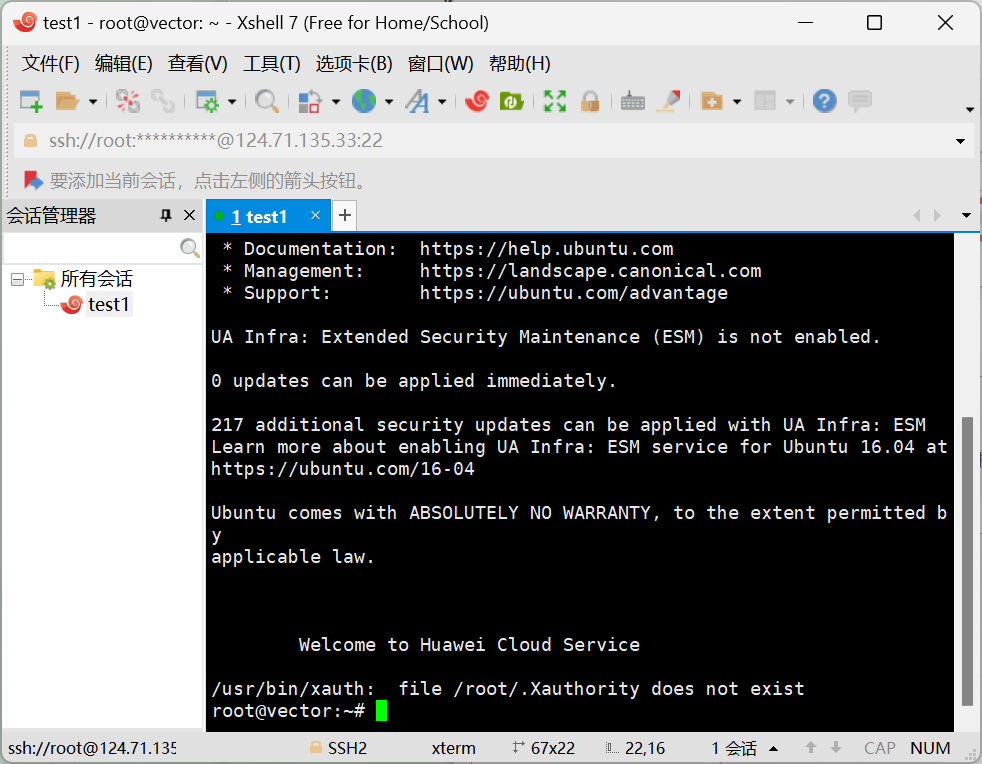 test1 - root@vector: ~ - Xshell 7 (Free for Home/School)
文件(F) 编辑(E) 查看(V) 工具(T) 选项卡(B) 窗口(W) 帮助(H)
ssh://root:**********@124.71.135.33:22
要添加当前会话，点击左侧的箭头按钮。
会话管理器
1 test1
所有会话
test1
* Documentation:  https://help.ubuntu.com
* Management:     https://landscape.canonical.com
* Support:        https://ubuntu.com/advantage
UA Infra: Extended Security Maintenance (ESM) is not enabled.
0 updates can be applied immediately.
217 additional security updates can be applied with UA Infra: ESM
Learn more about enabling UA Infra: ESM service for Ubuntu 16.04 at
https://ubuntu.com/16-04
Ubuntu comes with ABSOLUTELY NO WARRANTY, to the extent permitted b
y
applicable law.
Welcome to Huawei Cloud Service
/usr/bin/xauth:  file /root/.Xauthority does not exist
root@vector:~#
ssh://root@124.71.135 SSH2 xterm 67x22 22,16 1 会话 CAP NUM